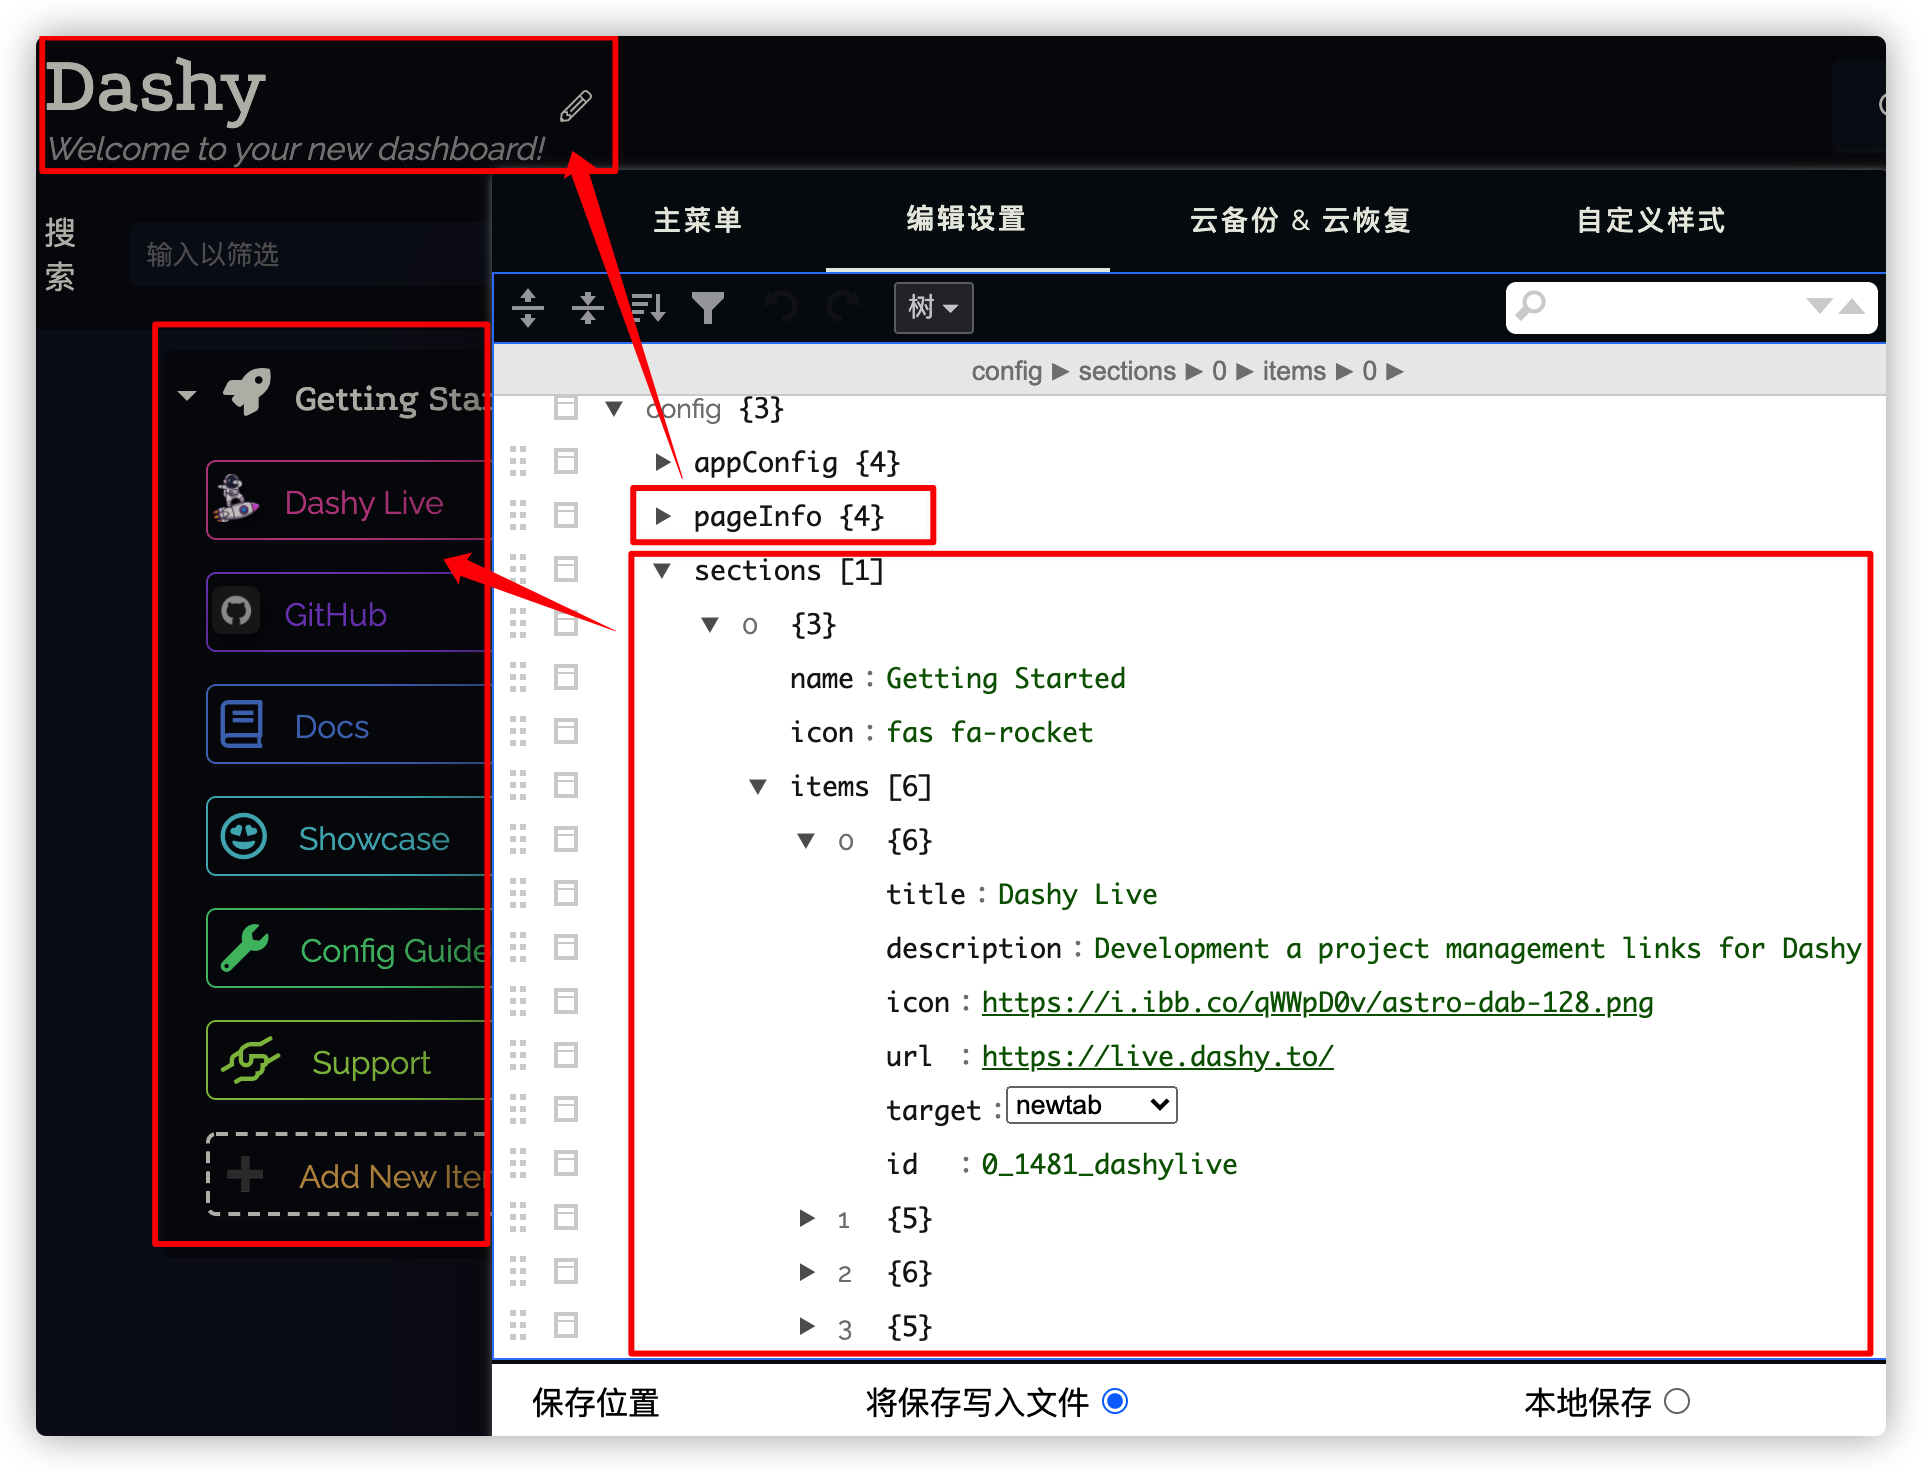 Dashy
Welcome to your new dashboard!
搜索
输入以筛选
Getting
Dashy Live
GitHub
Docs
Showcase
Config Guide
Support
Add New
主菜单
编辑设置
云备份 & 云恢复
自定义样式
树
config ▶ sections ▶ 0 ▶ items ▶ 0 ▶
config {3}
appConfig {4}
pageInfo {4}
sections [1]
0 {3}
name : Getting Started
icon : fas fa-rocket
items [6]
0 {6}
title : Dashy Live
description : Development a project management links for Dashy
icon : https://i.ibb.co/qWWpD0v/astro-dab-128.png
url : https://live.dashy.to/
target : newtab
id : 0_1481_dashylive
1 {5}
2 {6}
3 {5}
保存位置
将保存写入文件
本地保存